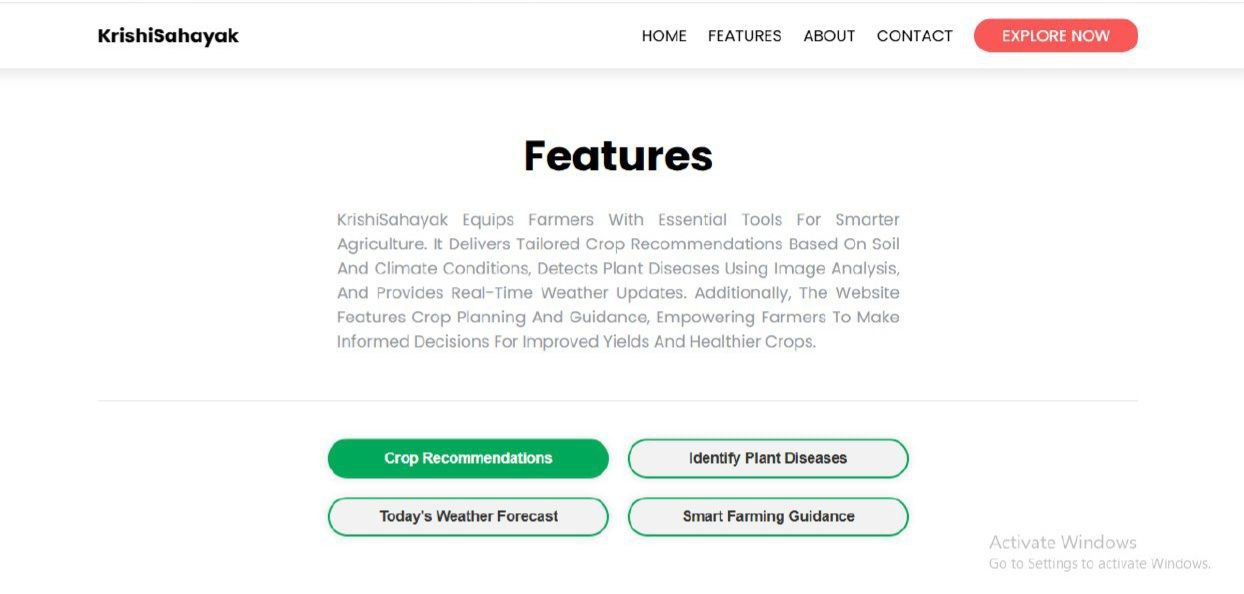 KrishiSahayak HOME FEATURES ABOUT CONTACT EXPLORE NOW
Features
KrishiSahayak Equips Farmers With Essential Tools For Smarter
Agriculture. It Delivers Tailored Crop Recommendations Based On Soil
And Climate Conditions, Detects Plant Diseases Using Image Analysis,
And Provides Real-Time Weather Updates. Additionally, The Website
Features Crop Planning And Guidance, Empowering Farmers To Make
Informed Decisions For Improved Yields And Healthier Crops.
Crop Recommendations Identify Plant Diseases
Today's Weather Forecast Smart Farming Guidance
Activate Windows
Go to Settings to activate Windows.